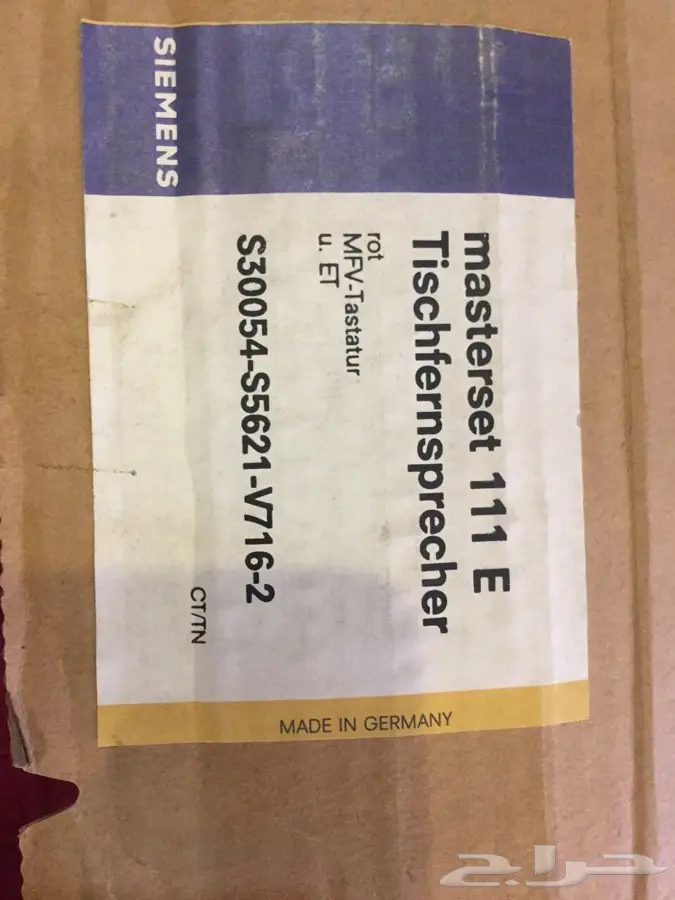 SIEMENS
masterset 111 E
Tischfernsprecher
rot
MFV-Tastatur
u. ET
S30054-S5621-V716-2
CT/TN
MADE IN GERMANY
حراج